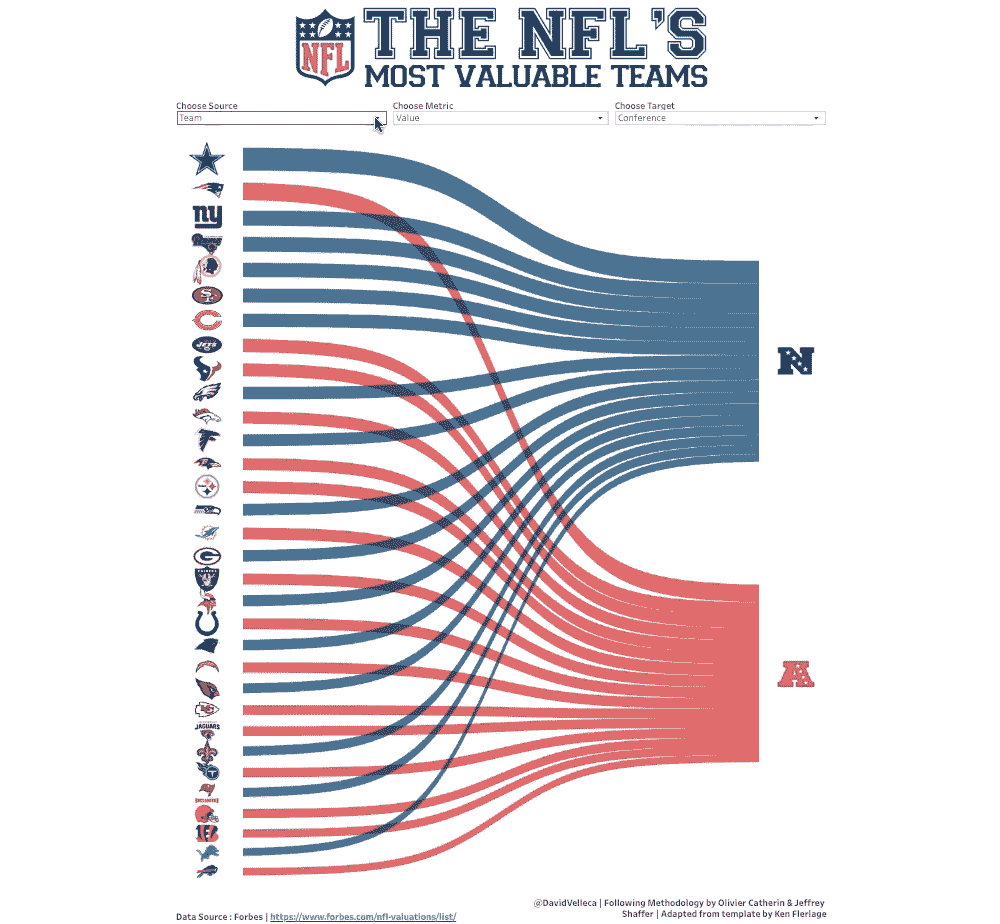 NFL
THE NFL'S
MOST VALUABLE TEAMS
Choose Source
Choose Metric
Choose Target
Team
Value
Conference
ny
JETS
RAIDERS
JAGUARS
BUCCANEERS
N
A
Data Source : Forbes | https://www.forbes.com/nfl-valuations/list/
@DavidVelleca | Following Methodology by Olivier Catherin & Jeffrey
Shaffer | Adapted from template by Ken Flerlage